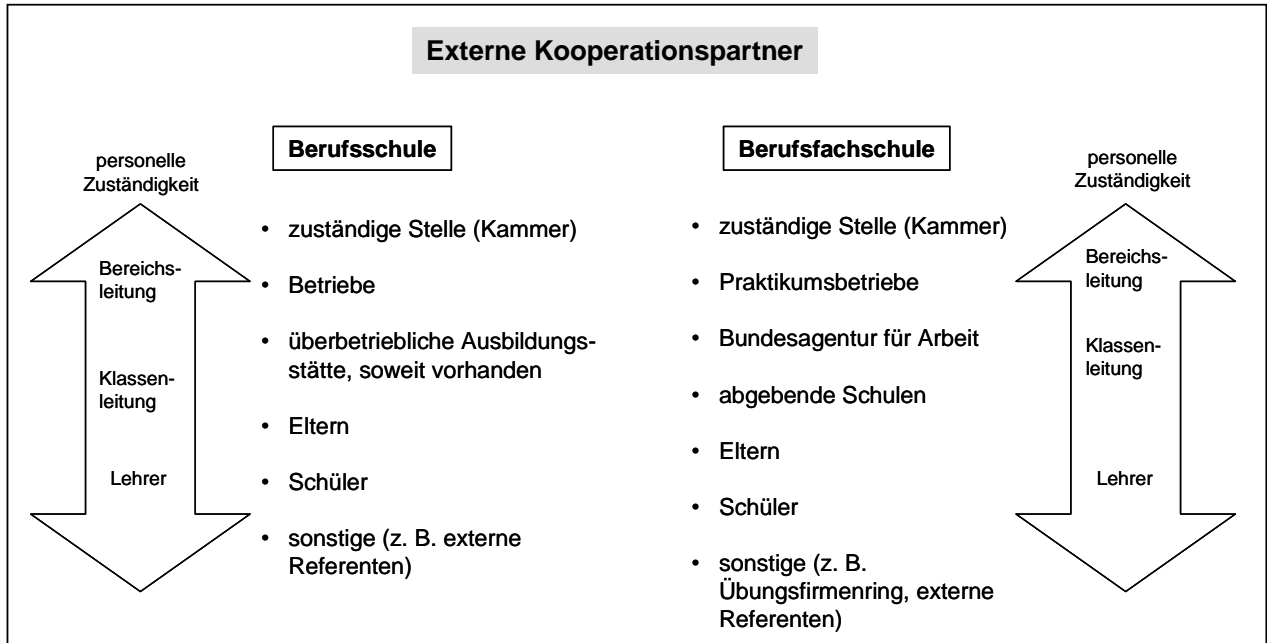 Externe Kooperationspartner
Berufsschule
Berufsfachschule
personelle
Zuständigkeit
Bereichs-
leitung
Klassen-
leitung
Lehrer
• zuständige Stelle (Kammer)
• Betriebe
• überbetriebliche Ausbildungs-
stätte, soweit vorhanden
• Eltern
• Schüler
• sonstige (z. B. externe
Referenten)
• zuständige Stelle (Kammer)
• Praktikumsbetriebe
• Bundesagentur für Arbeit
• abgebende Schulen
• Eltern
• Schüler
• sonstige (z. B.
Übungsfirmenring, externe
Referenten)
personelle
Zuständigkeit
Bereichs-
leitung
Klassen-
leitung
Lehrer